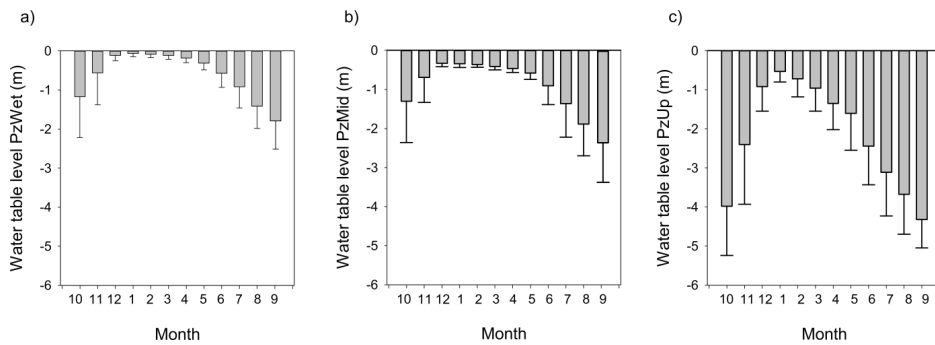 a)
b)
c)
Water table level PzWet (m)
0
-1
-2
-3
-4
-5
-6
10 11 12 1 2 3 4 5 6 7 8 9
Month
Water table level PzMid (m)
0
-1
-2
-3
-4
-5
-6
10 11 12 1 2 3 4 5 6 7 8 9
Month
Water table level PzUp (m)
0
-1
-2
-3
-4
-5
-6
10 11 12 1 2 3 4 5 6 7 8 9
Month